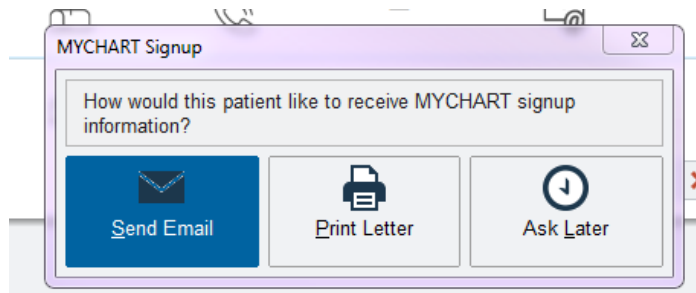 MYCHART Signup
How would this patient like to receive MYCHART signup
information?
Send Email
Print Letter
Ask Later